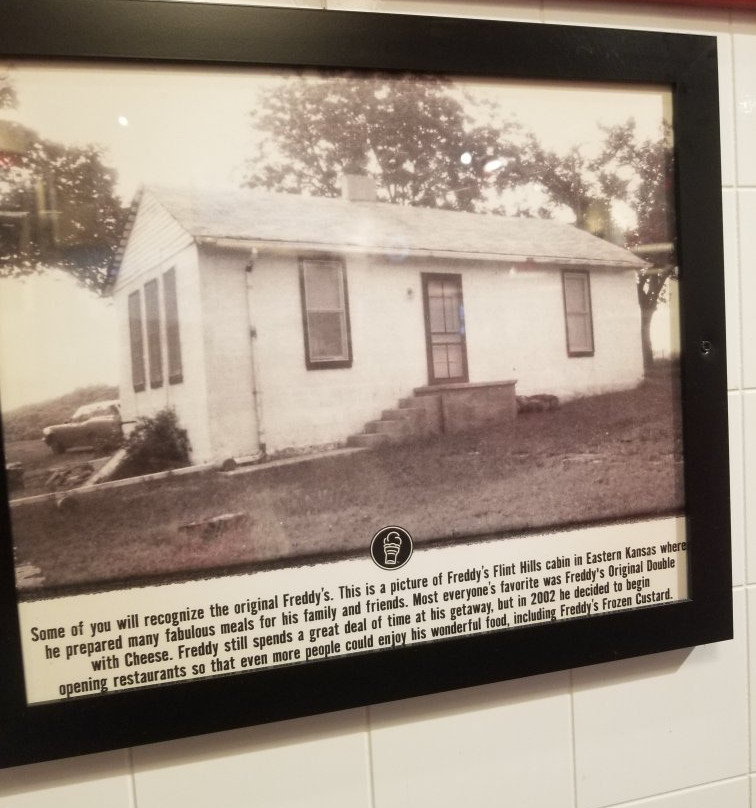 Some of you will recognize the original Freddy's. This is a picture of Freddy's Flint Hills cabin in Eastern Kansas where
he prepared many fabulous meals for his family and friends. Most everyone's favorite was Freddy's Original Double
with Cheese. Freddy still spends a great deal of time at his getaway, but in 2002 he decided to begin
opening restaurants so that even more people could enjoy his wonderful food, including Freddy's Frozen Custard.